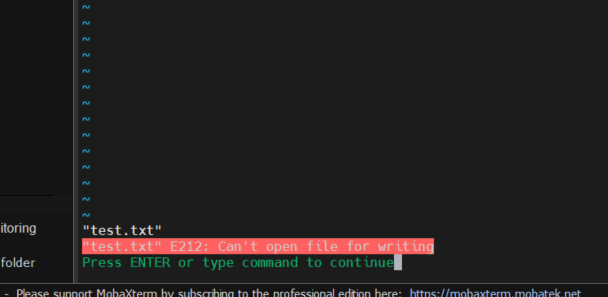 ~
~
~
~
~
~
~
~
~
~
~
~
~
~
"test.txt"
itoring
"test.txt" E212: Can't open file for writing
folder
Press ENTER or type command to continue
- Please support MobaXterm by subscribing to the professional edition here: https://mobaxterm.mobatek.net